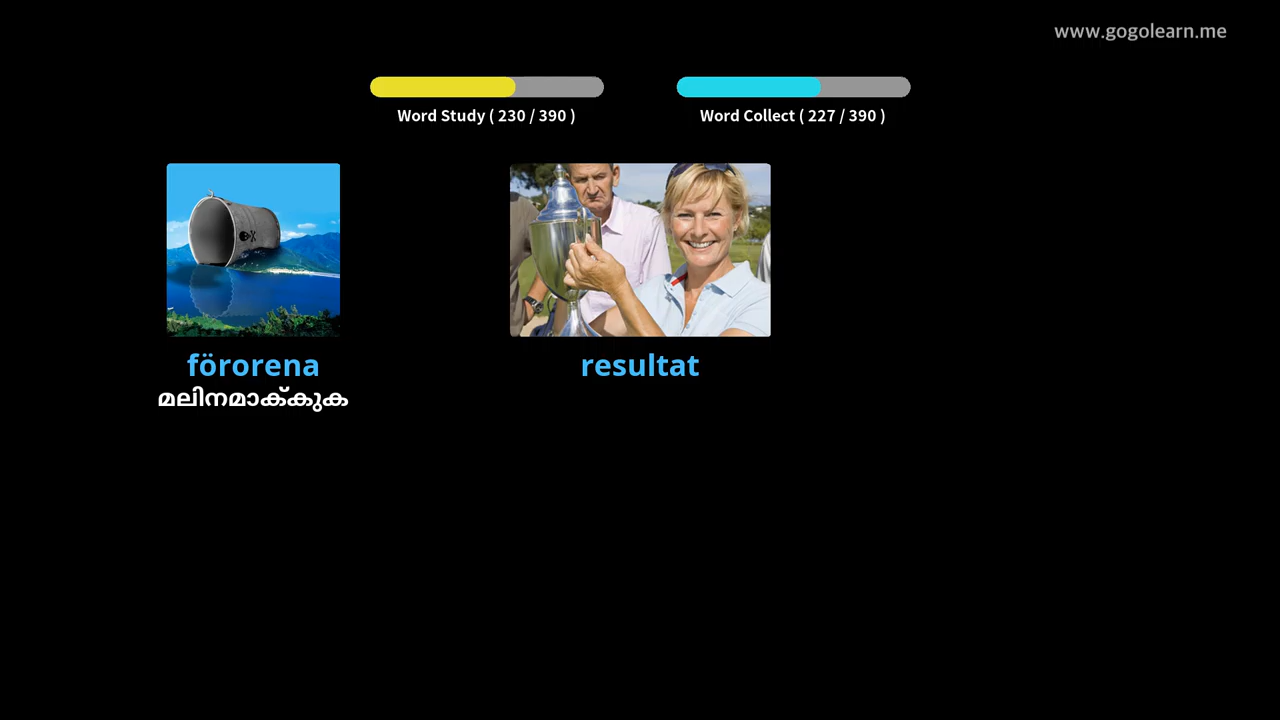 www.gogolearn.me
Word Study ( 230 / 390 )
Word Collect ( 227 / 390 )
förorena
മലിനമാക്കുക
resultat